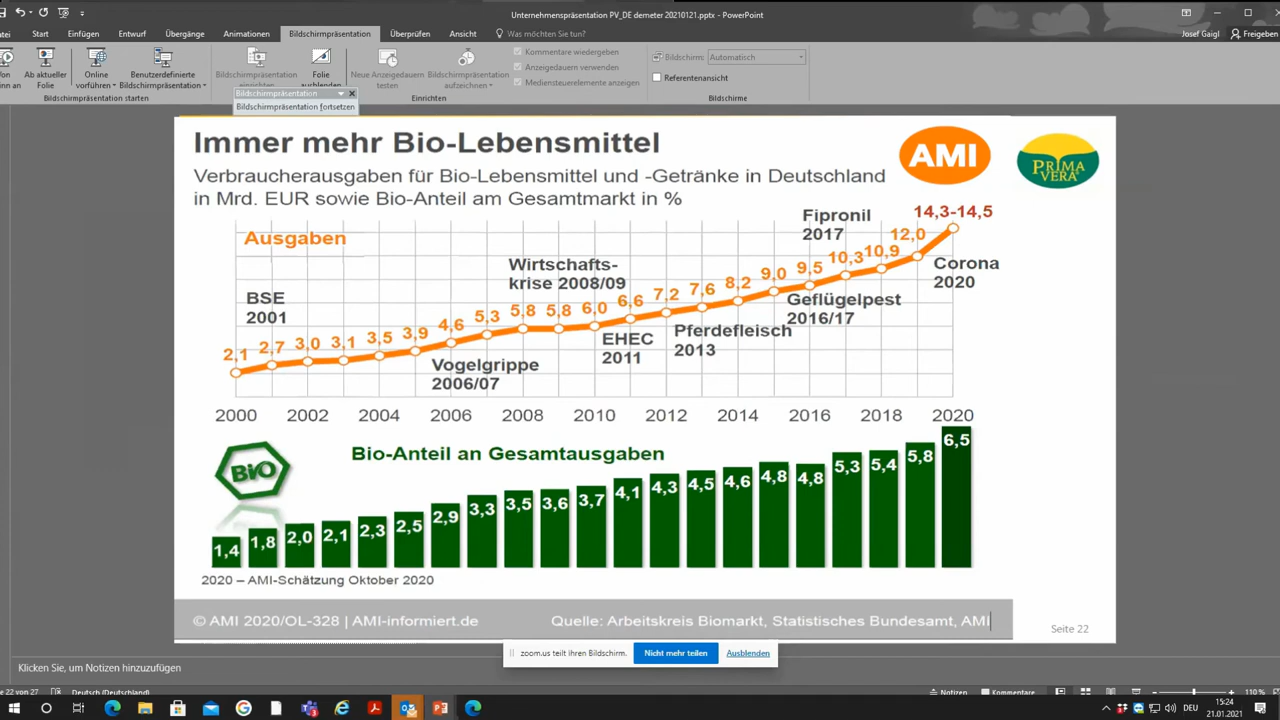 Unternehmenspräsentation PV_DE demeter 20210121.pptx - PowerPoint
Start Einfügen Entwurf Übergänge Animationen Bildschirmpräsentation Überprüfen Ansicht Was möchten Sie tun? Josef Gaigl Freigeben
Ab aktueller Folie
Online vorführen
Benutzerdefinierte Bildschirmpräsentation
Bildschirmpräsentation einrichten
Folie ausblenden
Neue Anzeigedauern testen
Bildschirmpräsentation aufzeichnen
Kommentare wiedergeben
Anzeigedauern verwenden
Mediensteuerelemente anzeigen
Bildschirm: Automatisch
Referentenansicht
Bildschirmpräsentation starten
Einrichten
Bildschirme
Bildschirmpräsentation
Bildschirmpräsentation fortsetzen
Immer mehr Bio-Lebensmittel
AMI
PRIMA VERA
Verbraucherausgaben für Bio-Lebensmittel und -Getränke in Deutschland
in Mrd. EUR sowie Bio-Anteil am Gesamtmarkt in %
Ausgaben
BSE
2001
Wirtschafts-
krise 2008/09
Fipronil
2017
Corona
2020
Geflügelpest
2016/17
Pferdefleisch
2013
EHEC
2011
Vogelgrippe
2006/07
2,1 2,7 3,0 3,1 3,5 3,9 4,6 5,3 5,8 5,8 6,0 6,6 7,2 7,6 8,2 9,0 9,5 10,3 10,9 12,0 14,3-14,5
2000 2002 2004 2006 2008 2010 2012 2014 2016 2018 2020
Bio
Bio-Anteil an Gesamtausgaben
1,4 1,8 2,0 2,1 2,3 2,5 2,9 3,3 3,5 3,6 3,7 4,1 4,3 4,5 4,6 4,8 4,8 5,3 5,4 5,8 6,5
2020 – AMI-Schätzung Oktober 2020
© AMI 2020/OL-328 | AMI-informiert.de Quelle: Arbeitskreis Biomarkt, Statistisches Bundesamt, AMI
Seite 22
zoom.us teilt ihren Bildschirm. Nicht mehr teilen Ausblenden
Klicken Sie, um Notizen hinzuzufügen
22 von 27 Deutsch (Deutschland) Notizen Kommentare 110 %
DEU
15:24
21.01.2021